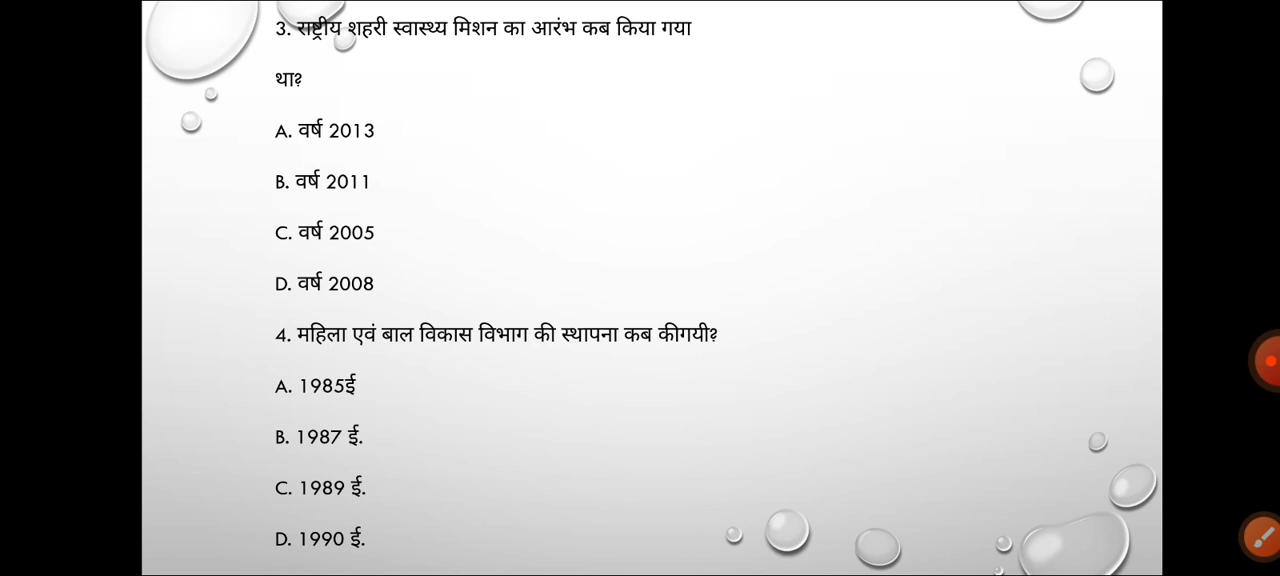 3. राष्ट्रीय शहरी स्वास्थ्य मिशन का आरंभ कब किया गया
था?
A. वर्ष 2013
B. वर्ष 2011
C. वर्ष 2005
D. वर्ष 2008
4. महिला एवं बाल विकास विभाग की स्थापना कब कीगयी?
A. 1985ई
B. 1987 ई.
C. 1989 ई.
D. 1990 ई.